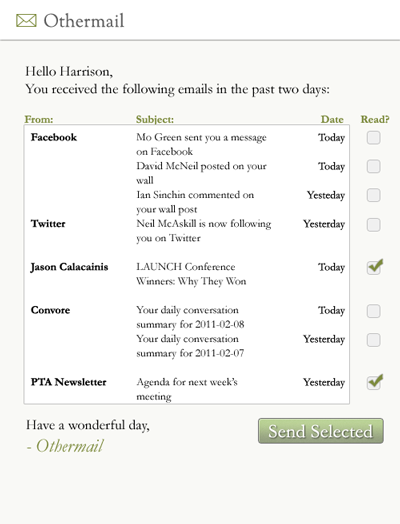 Othermail
Hello Harrison,
You received the following emails in the past two days:
From: Subject: Date Read?
Facebook Mo Green sent you a message Today
on Facebook
David McNeil posted on your Today
wall
Ian Sinchin commented on Yesteday
your wall post
Twitter Neil McAskill is now following Yesterday
you on Twitter
Jason Calacainis LAUNCH Conference Today
Winners: Why They Won
Convore Your daily conversation Today
summary for 2011-02-08
Your daily conversation Yesterday
summary for 2011-02-07
PTA Newsletter Agenda for next week's Yesterday
meeting
Have a wonderful day,
- Othermail
Send Selected